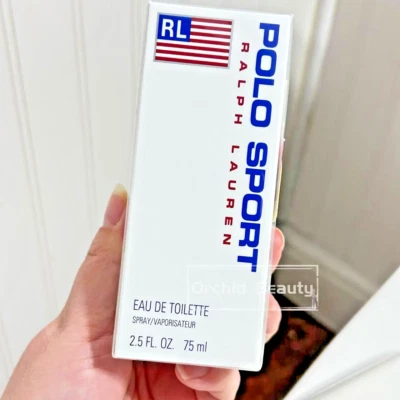 RL
POLO SPORT
RALPH LAUREN
EAU DE TOILETTE
SPRAY/VAPORISATEUR
2.5 FL. OZ. 75 ml
Orchid Beauty